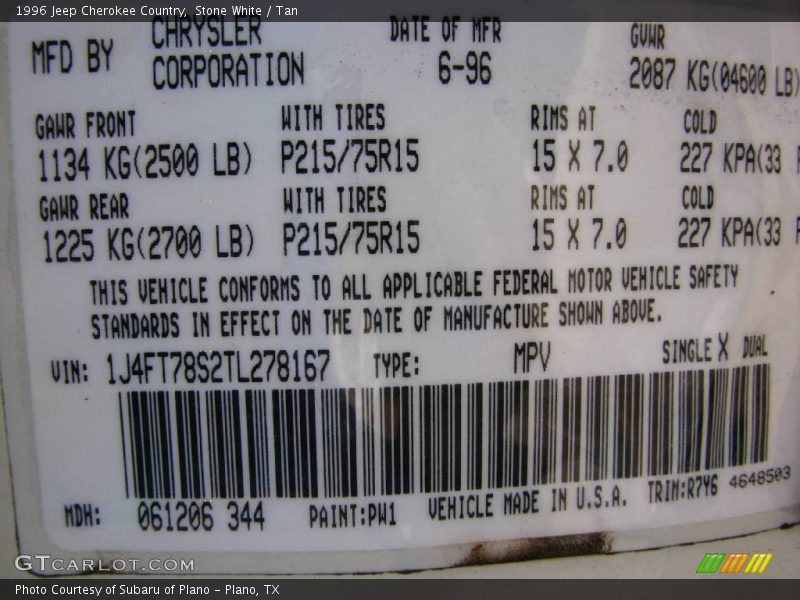 1996 Jeep Cherokee Country, Stone White / Tan
MFD BY CHRYSLER CORPORATION DATE OF MFR 6-96 GVWR 2087 KG(04600 LB)
GAWR FRONT WITH TIRES RIMS AT COLD
1134 KG(2500 LB) P215/75R15 15 X 7.0 227 KPA(33
GAWR REAR WITH TIRES RIMS AT COLD
1225 KG(2700 LB) P215/75R15 15 X 7.0 227 KPA(33
THIS VEHICLE CONFORMS TO ALL APPLICABLE FEDERAL MOTOR VEHICLE SAFETY
STANDARDS IN EFFECT ON THE DATE OF MANUFACTURE SHOWN ABOVE.
VIN: 1J4FT78S2TL278167 TYPE: MPV SINGLE X DUAL
MDH: 061206 344 PAINT:PW1 VEHICLE MADE IN U.S.A. TRIM:R7Y6 4648503
GTCARLOT.COM
Photo Courtesy of Subaru of Plano - Plano, TX